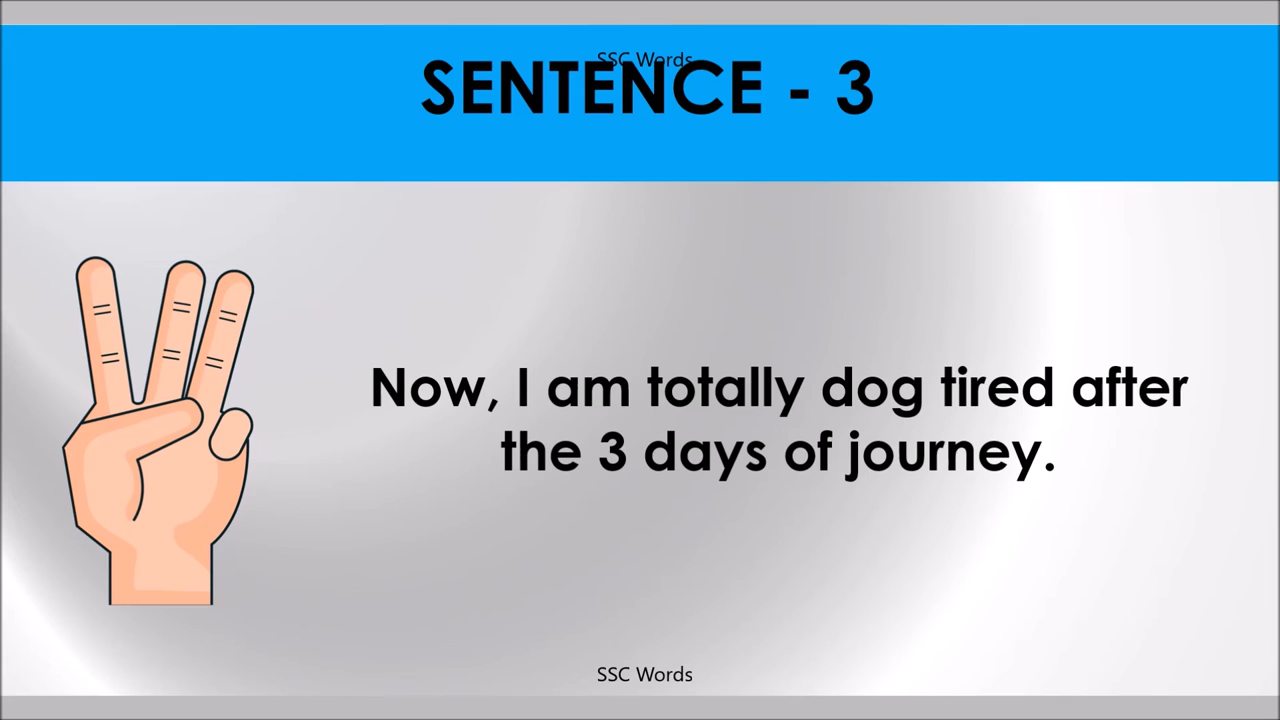 SSC Words
SENTENCE - 3
Now, I am totally dog tired after
the 3 days of journey.
SSC Words